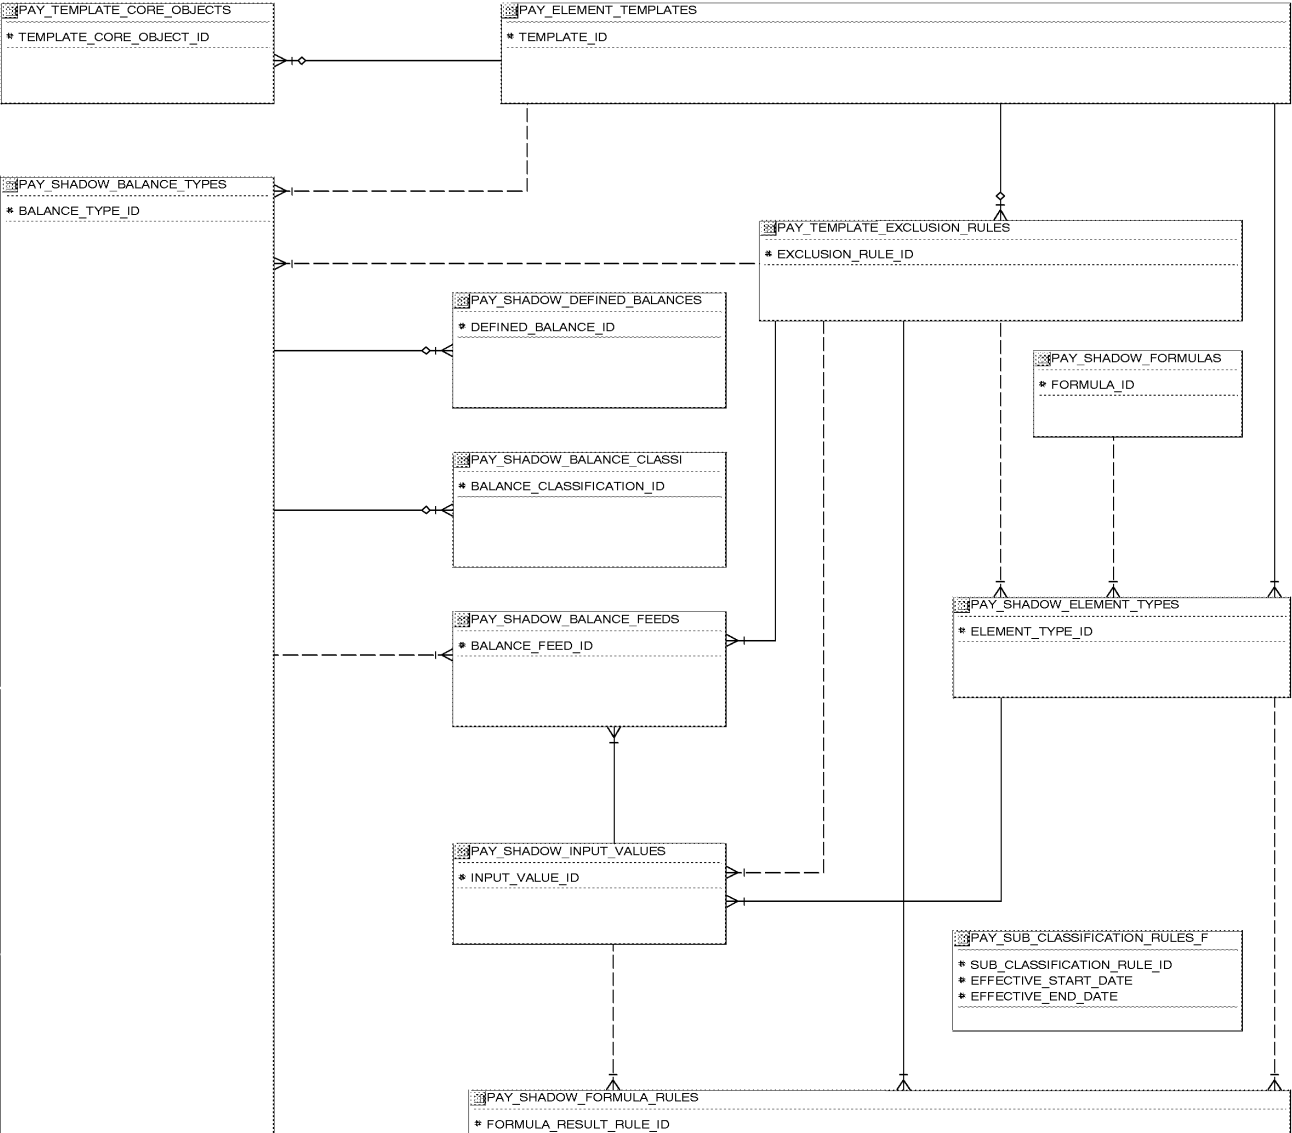 PAY_TEMPLATE_CORE_OBJECTS
* TEMPLATE_CORE_OBJECT_ID
PAY_ELEMENT_TEMPLATES
* TEMPLATE_ID
PAY_SHADOW_BALANCE_TYPES
* BALANCE_TYPE_ID
PAY_TEMPLATE_EXCLUSION_RULES
* EXCLUSION_RULE_ID
PAY_SHADOW_DEFINED_BALANCES
* DEFINED_BALANCE_ID
PAY_SHADOW_FORMULAS
* FORMULA_ID
PAY_SHADOW_BALANCE_CLASSI
* BALANCE_CLASSIFICATION_ID
PAY_SHADOW_BALANCE_FEEDS
* BALANCE_FEED_ID
PAY_SHADOW_ELEMENT_TYPES
* ELEMENT_TYPE_ID
PAY_SHADOW_INPUT_VALUES
* INPUT_VALUE_ID
PAY_SUB_CLASSIFICATION_RULES_F
* SUB_CLASSIFICATION_RULE_ID
* EFFECTIVE_START_DATE
* EFFECTIVE_END_DATE
PAY_SHADOW_FORMULA_RULES
* FORMULA_RESULT_RULE_ID